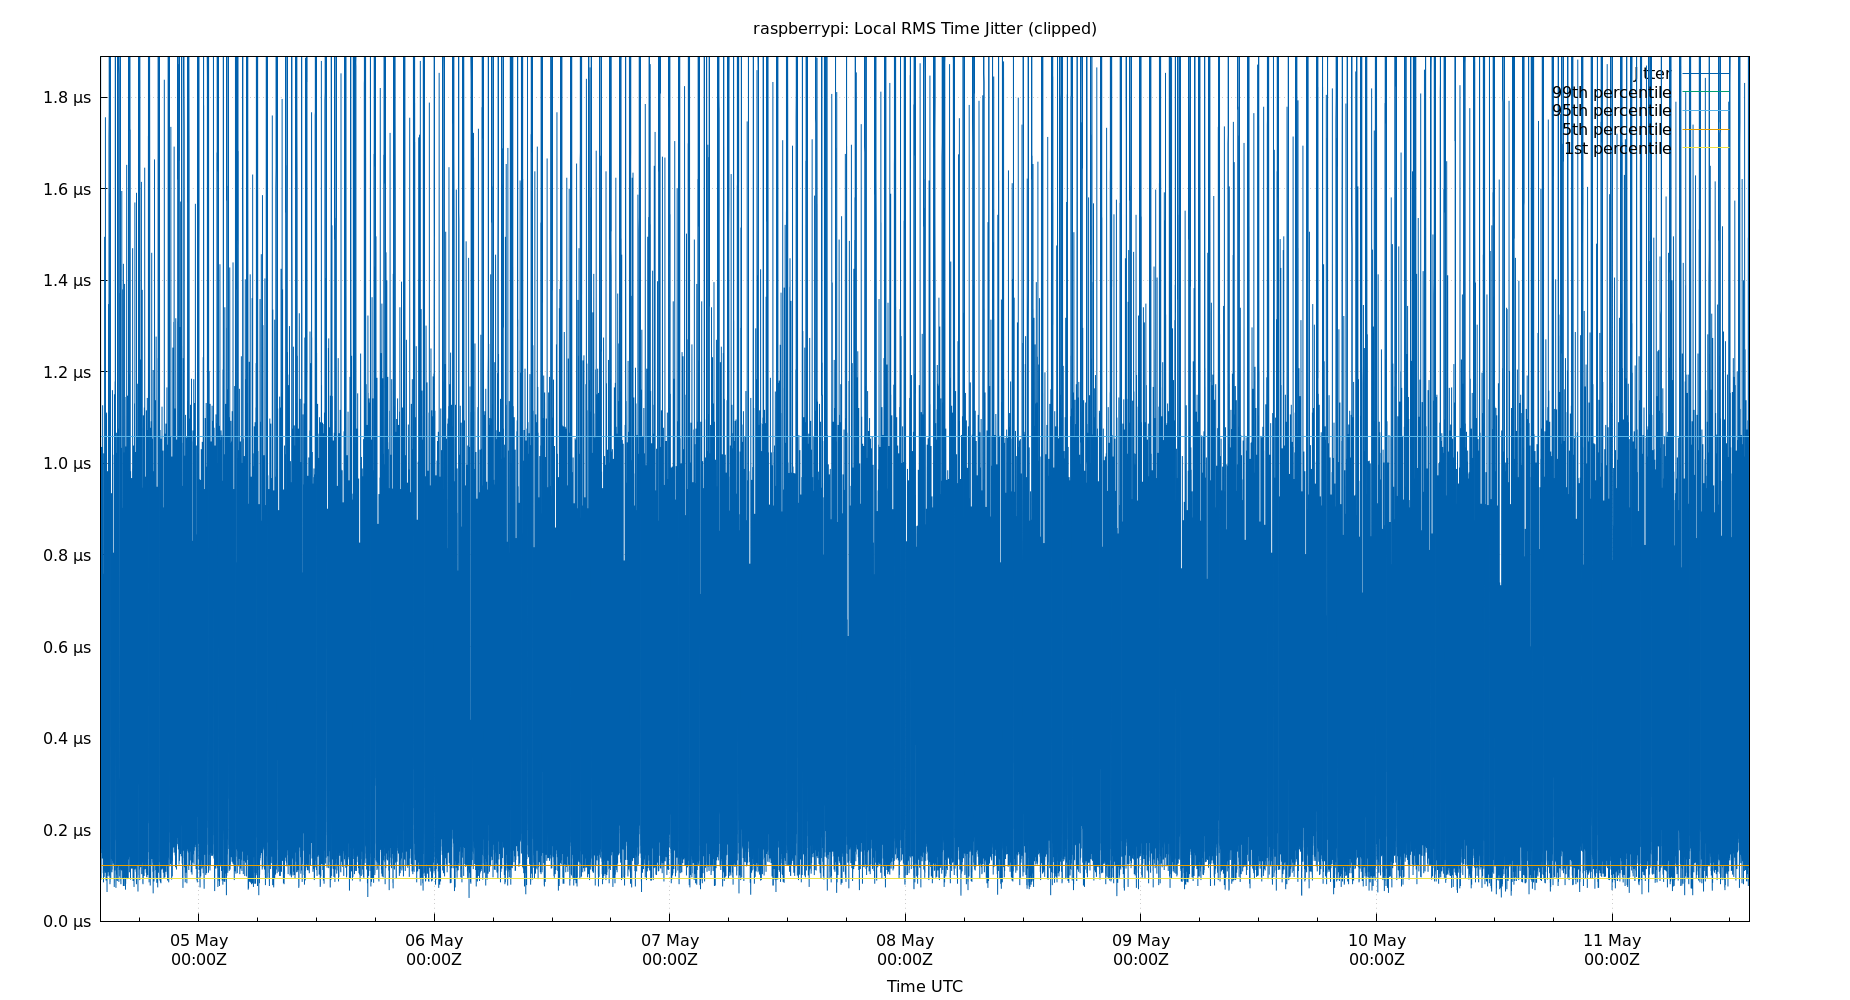 raspberrypi: Local RMS Time Jitter (clipped)
jitter
99th percentile
95th percentile
5th percentile
1st percentile
1.8 µs
1.6 µs
1.4 µs
1.2 µs
1.0 µs
0.8 µs
0.6 µs
0.4 µs
0.2 µs
0.0 µs
05 May 06 May 07 May 08 May 09 May 10 May 11 May
00:00Z 00:00Z 00:00Z 00:00Z 00:00Z 00:00Z 00:00Z
Time UTC